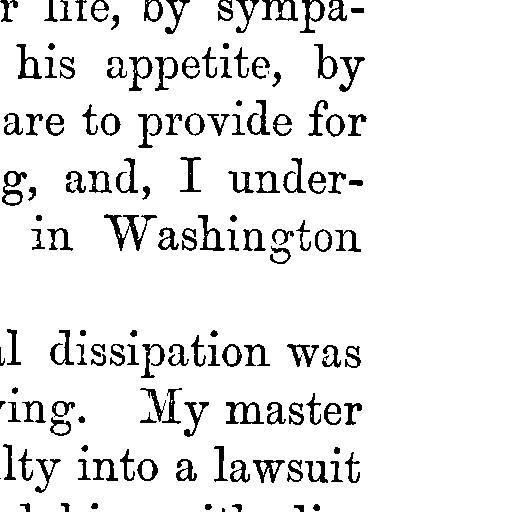 life, by sympa-
his appetite, by
are to provide for
g, and, I under-
in Washington
dissipation was
ing. My master
lty into a lawsuit